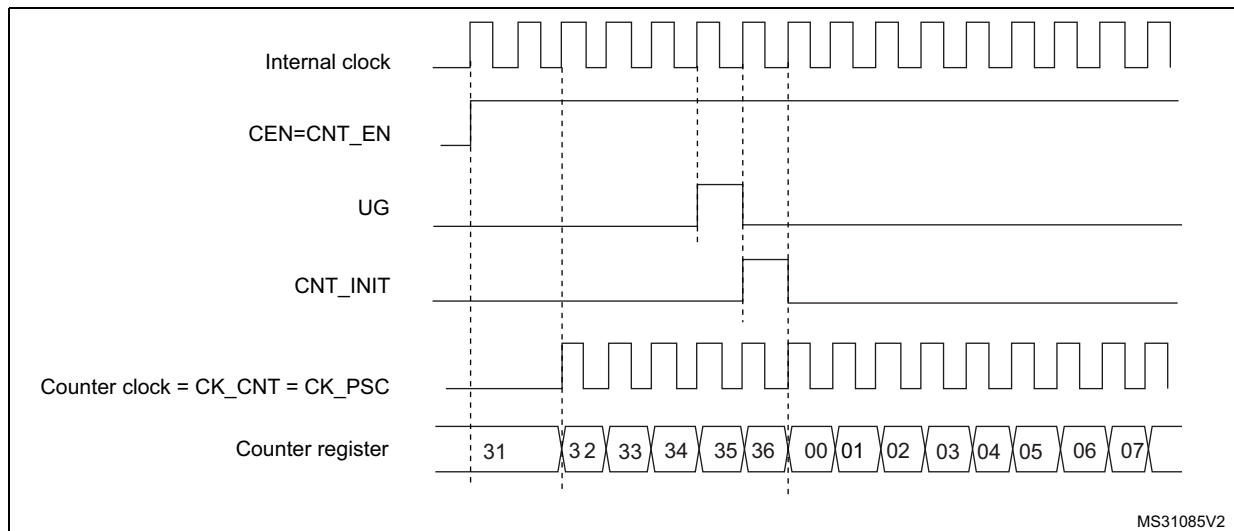 Internal clock
CEN=CNT_EN
UG
CNT_INIT
Counter clock = CK_CNT = CK_PSC
Counter register 31 32 33 34 35 36 00 01 02 03 04 05 06 07
MS31085V2